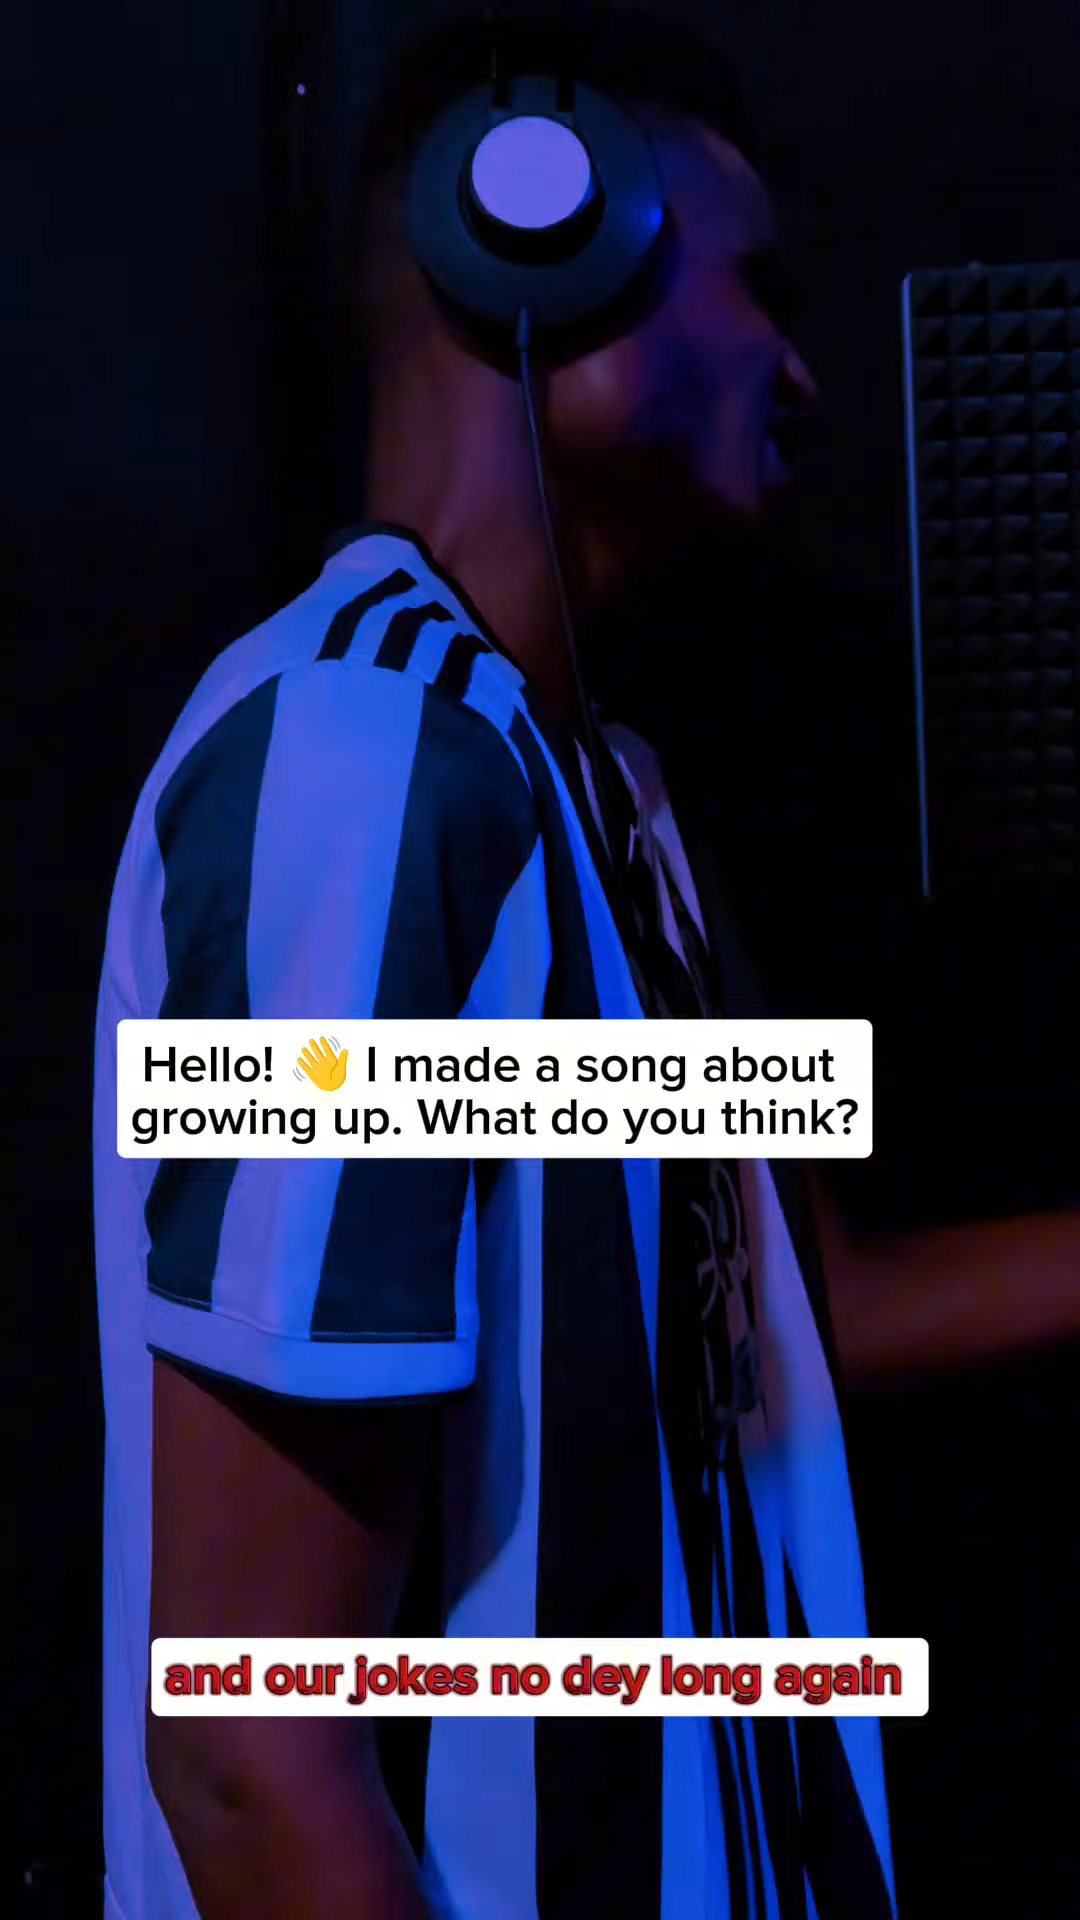 Hello! 👋 I made a song about
growing up. What do you think?
and our jokes no dey long again